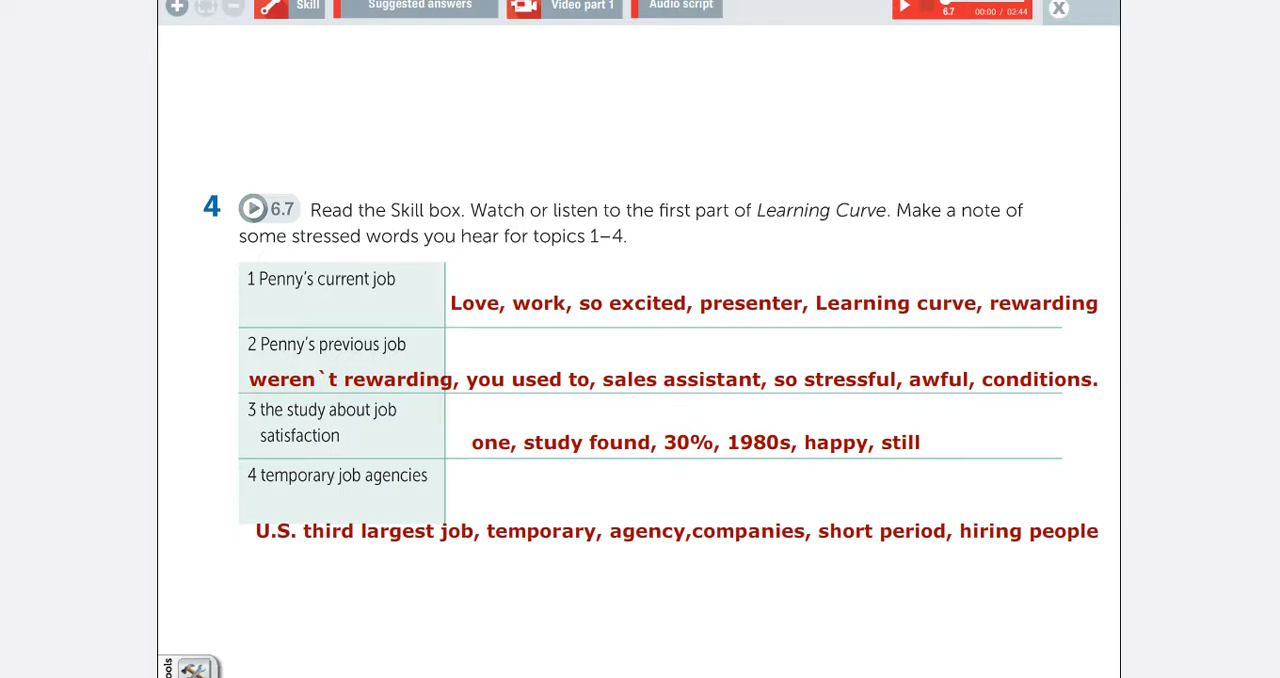 Skill
Suggested answers
Video part 1
Audio script
6.7 00:00 / 02:44
X
4 6.7 Read the Skill box. Watch or listen to the first part of Learning Curve. Make a note of
some stressed words you hear for topics 1–4.
1 Penny's current job
Love, work, so excited, presenter, Learning curve, rewarding
2 Penny's previous job
weren`t rewarding, you used to, sales assistant, so stressful, awful, conditions.
3 the study about job
satisfaction
one, study found, 30%, 1980s, happy, still
4 temporary job agencies
U.S. third largest job, temporary, agency,companies, short period, hiring people